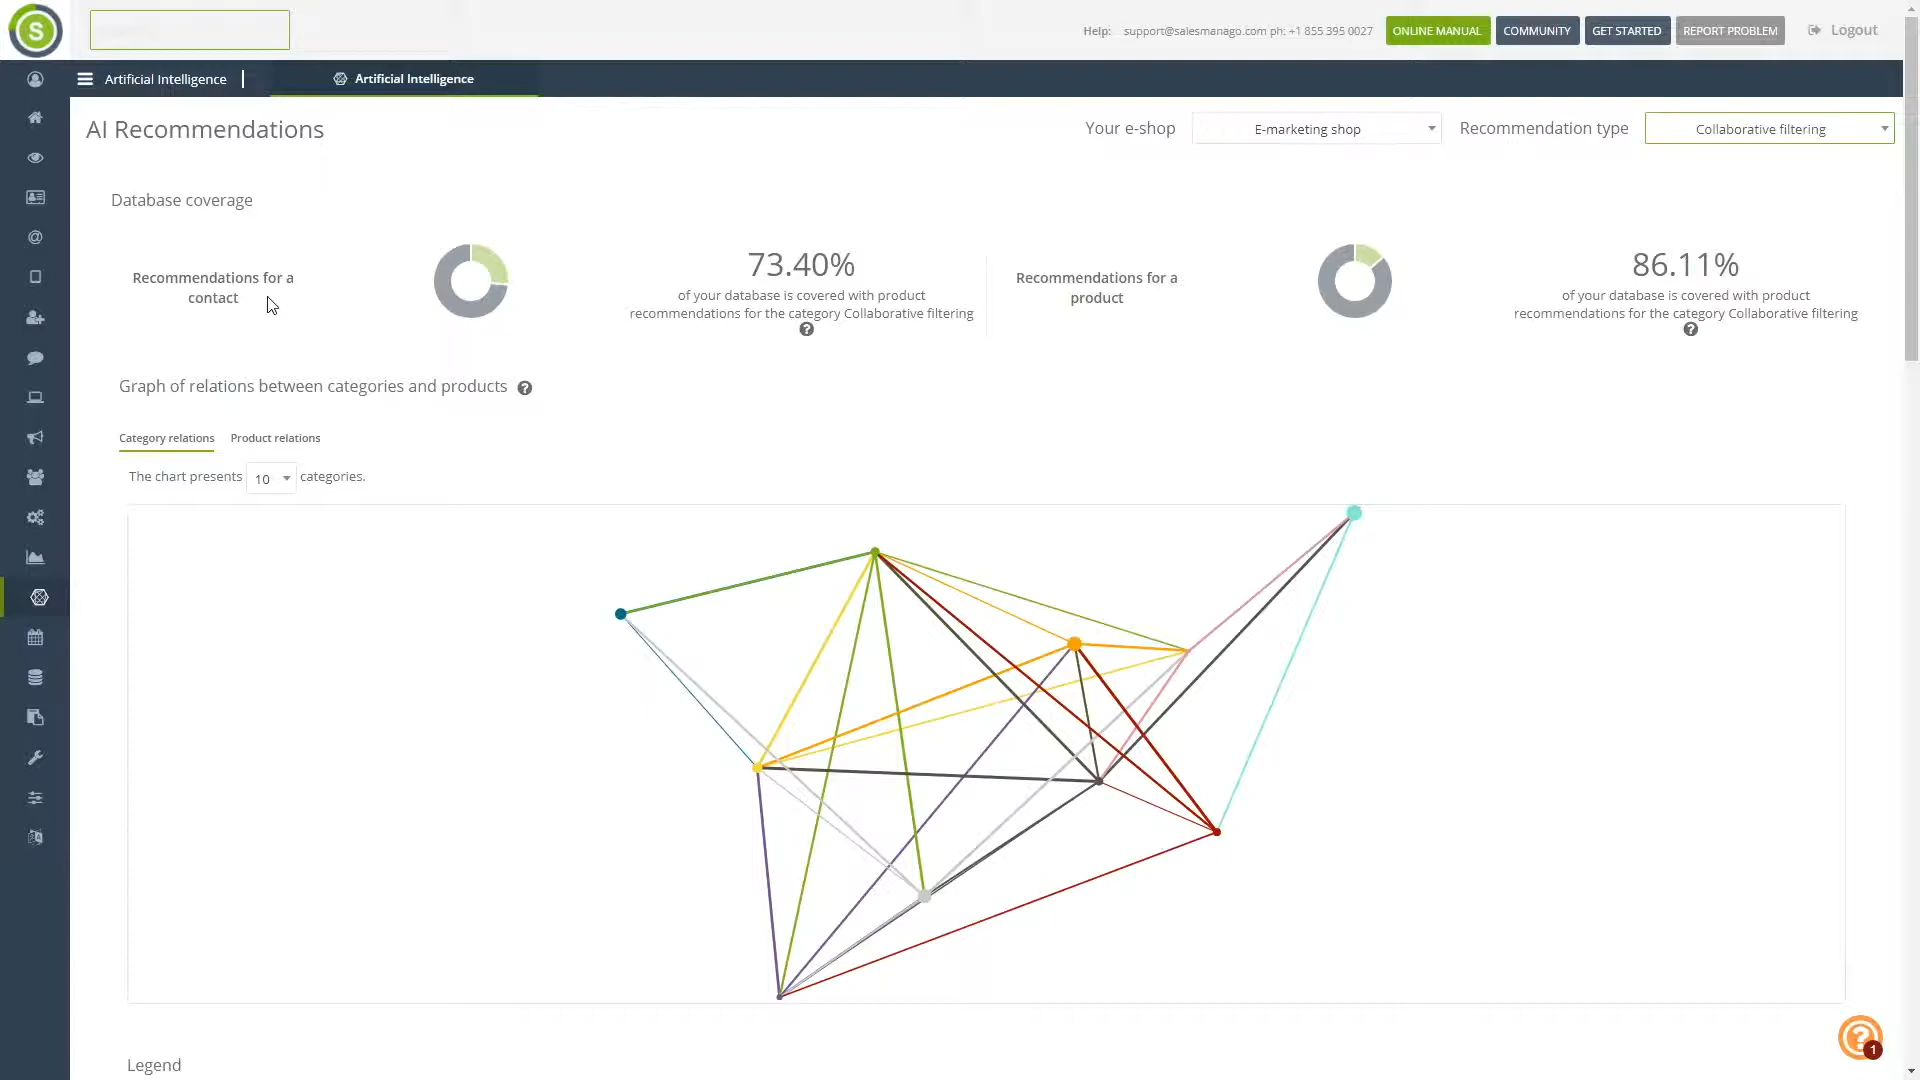 S
Help: support@salesmanago.com ph: +1 855 395 0027 ONLINE MANUAL COMMUNITY GET STARTED REPORT PROBLEM Logout
Artificial Intelligence Artificial Intelligence
AI Recommendations Your e-shop E-marketing shop Recommendation type Collaborative filtering
Database coverage
Recommendations for a
contact
73.40%
of your database is covered with product
recommendations for the category Collaborative filtering
?
Recommendations for a
product
86.11%
of your database is covered with product
recommendations for the category Collaborative filtering
?
Graph of relations between categories and products ?
Category relations Product relations
The chart presents 10 categories.
?
1
Legend